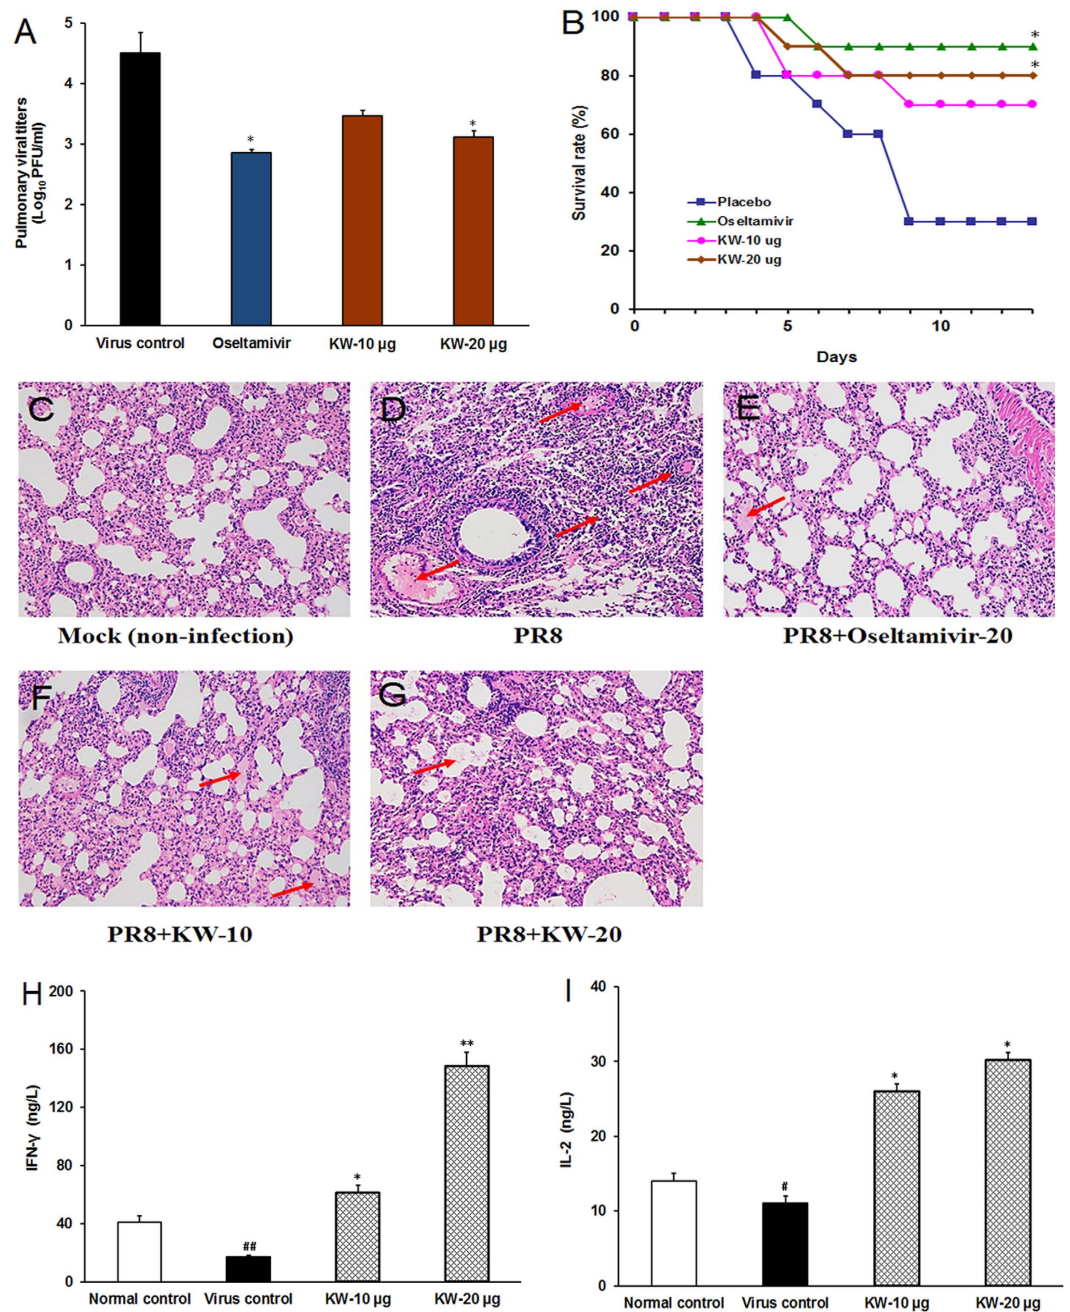 A
5
4
3
2
1
0
Pulmonary viral titers
(Log₁₀ PFU/ml)
*
*
Virus control Oseltamivir KW-10 µg KW-20 µg
B
100
80
60
40
20
0
Survival rate (%)
*
*
Placebo
Oseltamivir
KW-10 ug
KW-20 ug
0 5 10
Days
C
Mock (non-infection)
D
PR8
E
PR8+Oseltamivir-20
F
PR8+KW-10
G
PR8+KW-20
H
200
160
120
80
40
0
IFN-γ (ng/L)
##
*
**
Normal control Virus control KW-10 µg KW-20 µg
I
40
30
20
10
0
IL-2 (ng/L)
#
*
*
Normal control Virus control KW-10 µg KW-20 µg